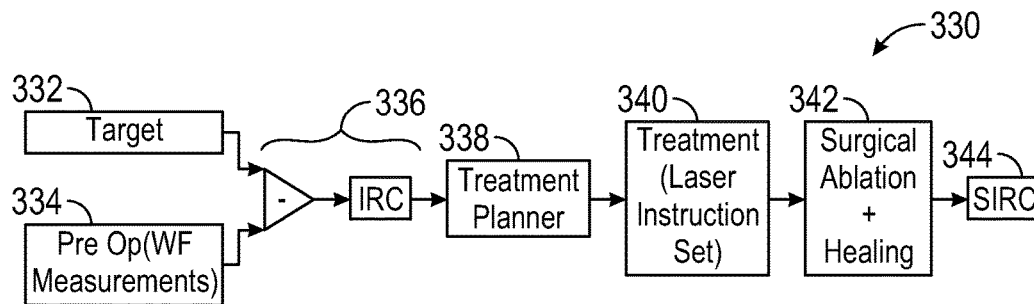 330
332
Target
336
334
Pre Op(WF
Measurements)
-
IRC
338
Treatment
Planner
340
Treatment
(Laser
Instruction
Set)
342
Surgical
Ablation
+
Healing
344
SIRC